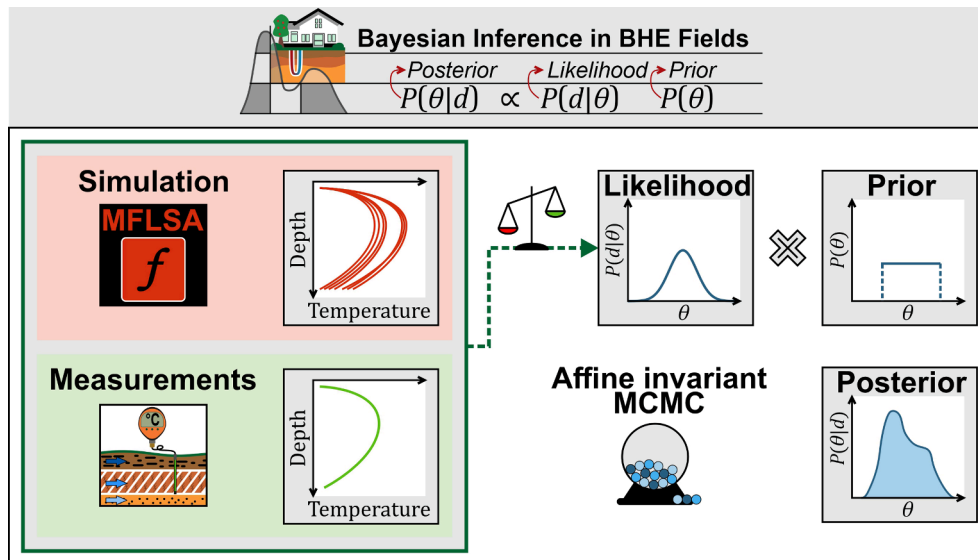 Bayesian Inference in BHE Fields
Posterior Likelihood Prior
P(θ|d) ∝ P(d|θ) P(θ)
Simulation
MFLSA
f
Depth
Temperature
Measurements
°C
Depth
Temperature
Likelihood
P(d|θ)
θ
Prior
P(θ)
θ
Affine invariant
MCMC
Posterior
P(θ|d)
θ